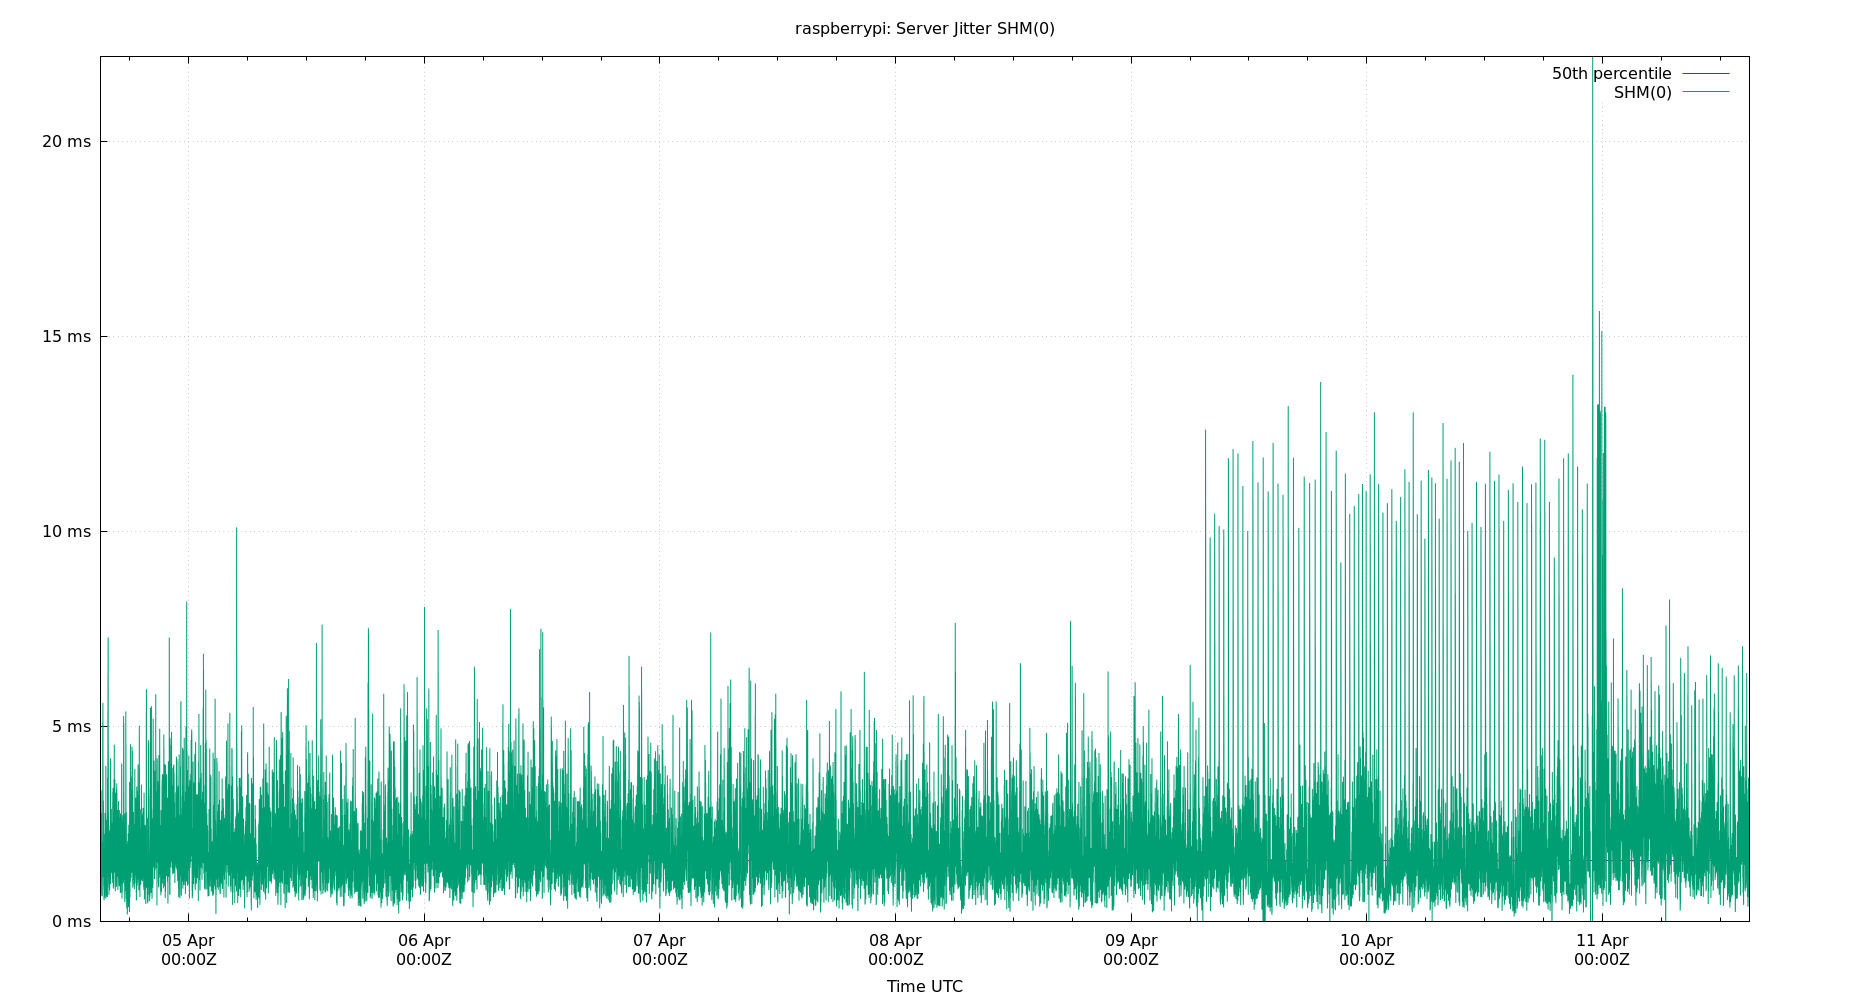 raspberrypi: Server Jitter SHM(0)
50th percentile
SHM(0)
20 ms
15 ms
10 ms
5 ms
0 ms
05 Apr 06 Apr 07 Apr 08 Apr 09 Apr 10 Apr 11 Apr
00:00Z 00:00Z 00:00Z 00:00Z 00:00Z 00:00Z 00:00Z
Time UTC